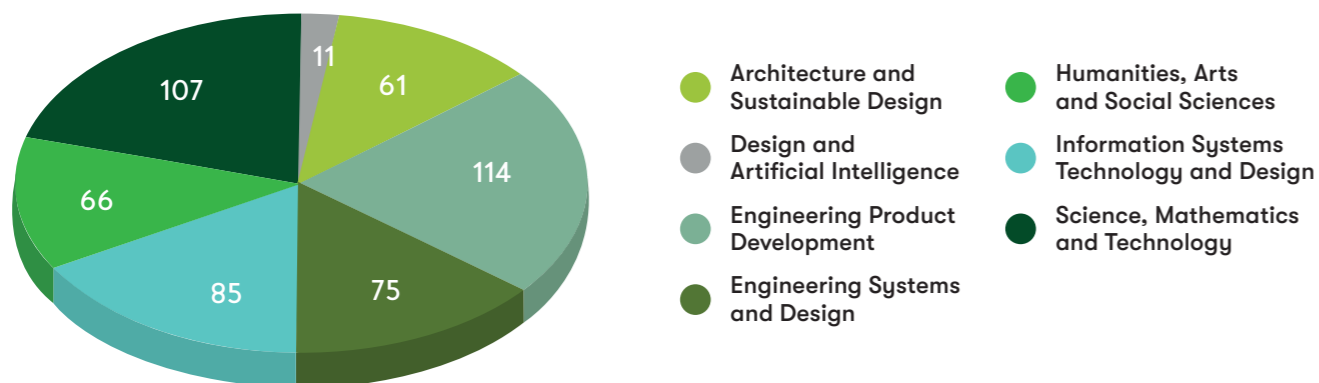 11
61
107
114
66
85
75
Architecture and
Sustainable Design
Design and
Artificial Intelligence
Engineering Product
Development
Engineering Systems
and Design
Humanities, Arts
and Social Sciences
Information Systems
Technology and Design
Science, Mathematics
and Technology